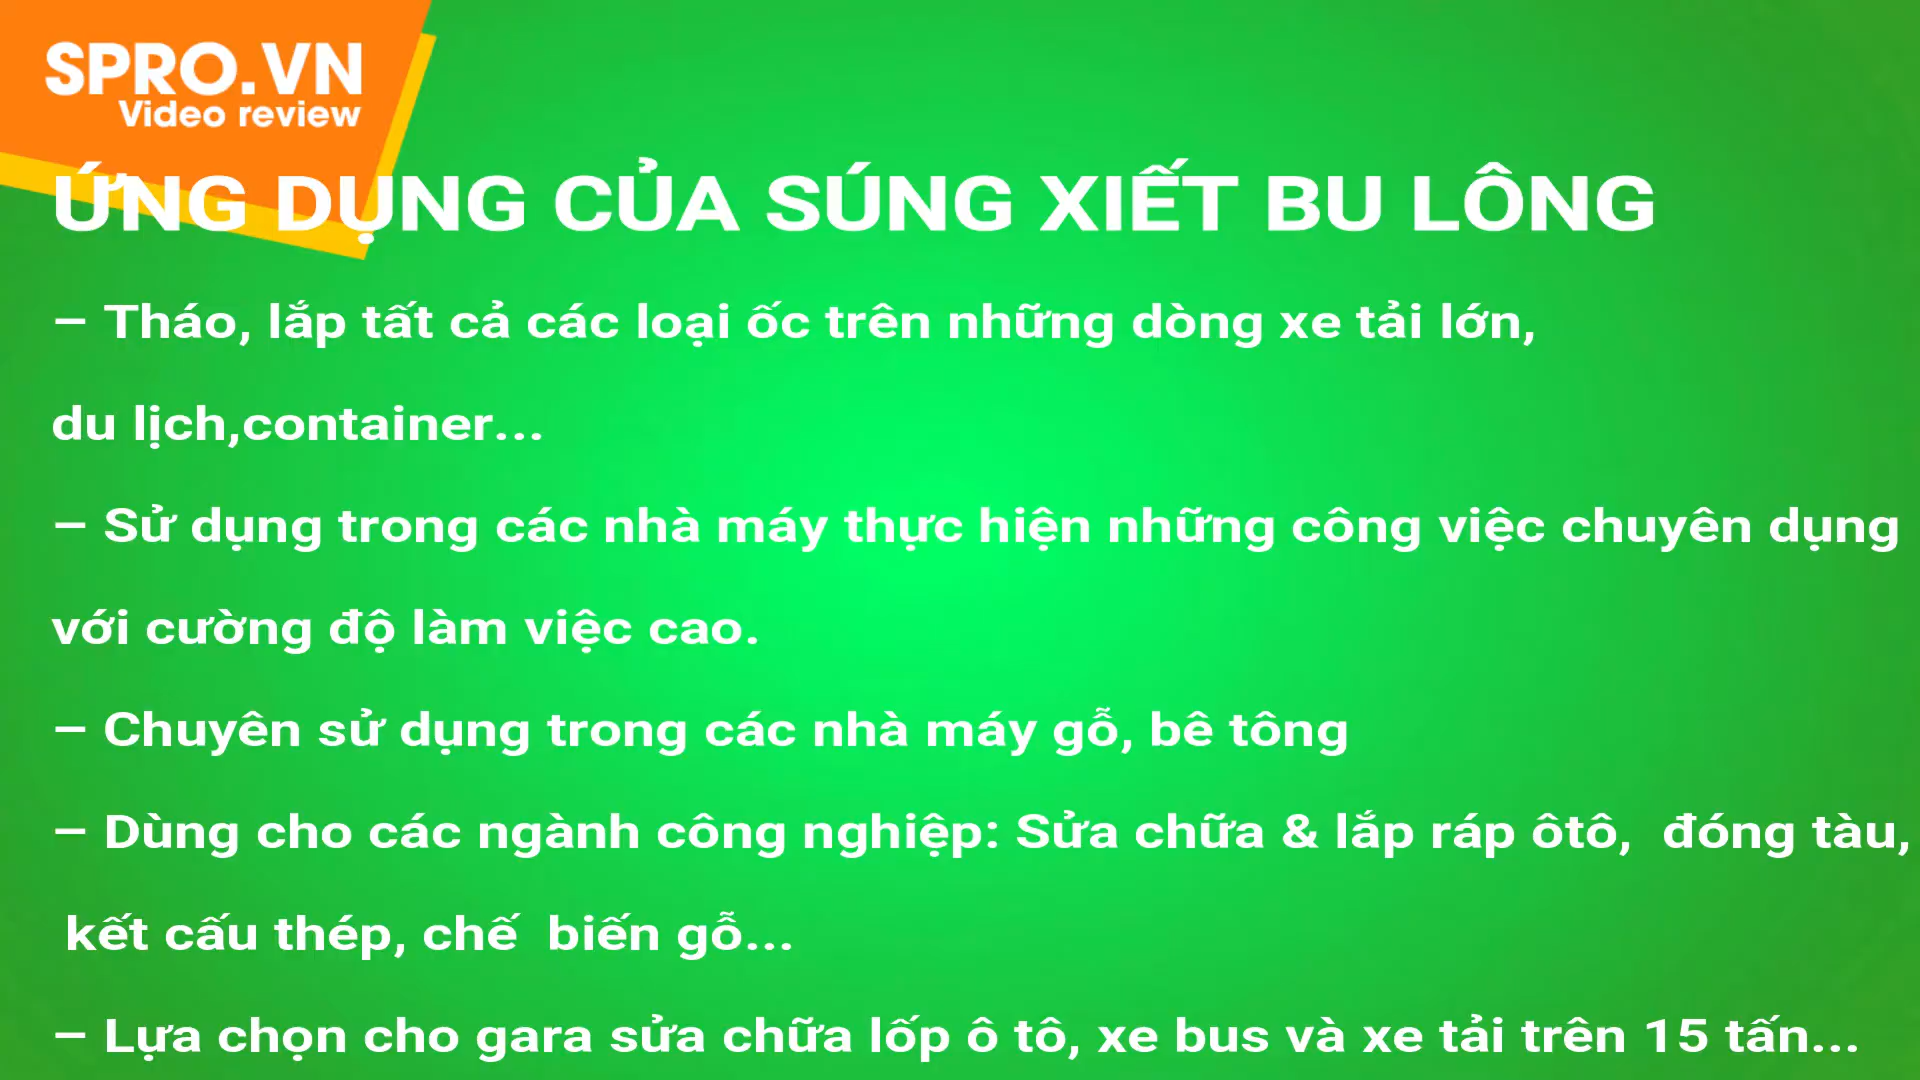 SPRO.VN
Video review
ỨNG DỤNG CỦA SÚNG XIẾT BU LÔNG
– Tháo, lắp tất cả các loại ốc trên những dòng xe tải lớn,
du lịch,container...
– Sử dụng trong các nhà máy thực hiện những công việc chuyên dụng
với cường độ làm việc cao.
– Chuyên sử dụng trong các nhà máy gỗ, bê tông
– Dùng cho các ngành công nghiệp: Sửa chữa & lắp ráp ôtô,  đóng tàu,
kết cấu thép, chế  biến gỗ...
– Lựa chọn cho gara sửa chữa lốp ô tô, xe bus và xe tải trên 15 tấn...